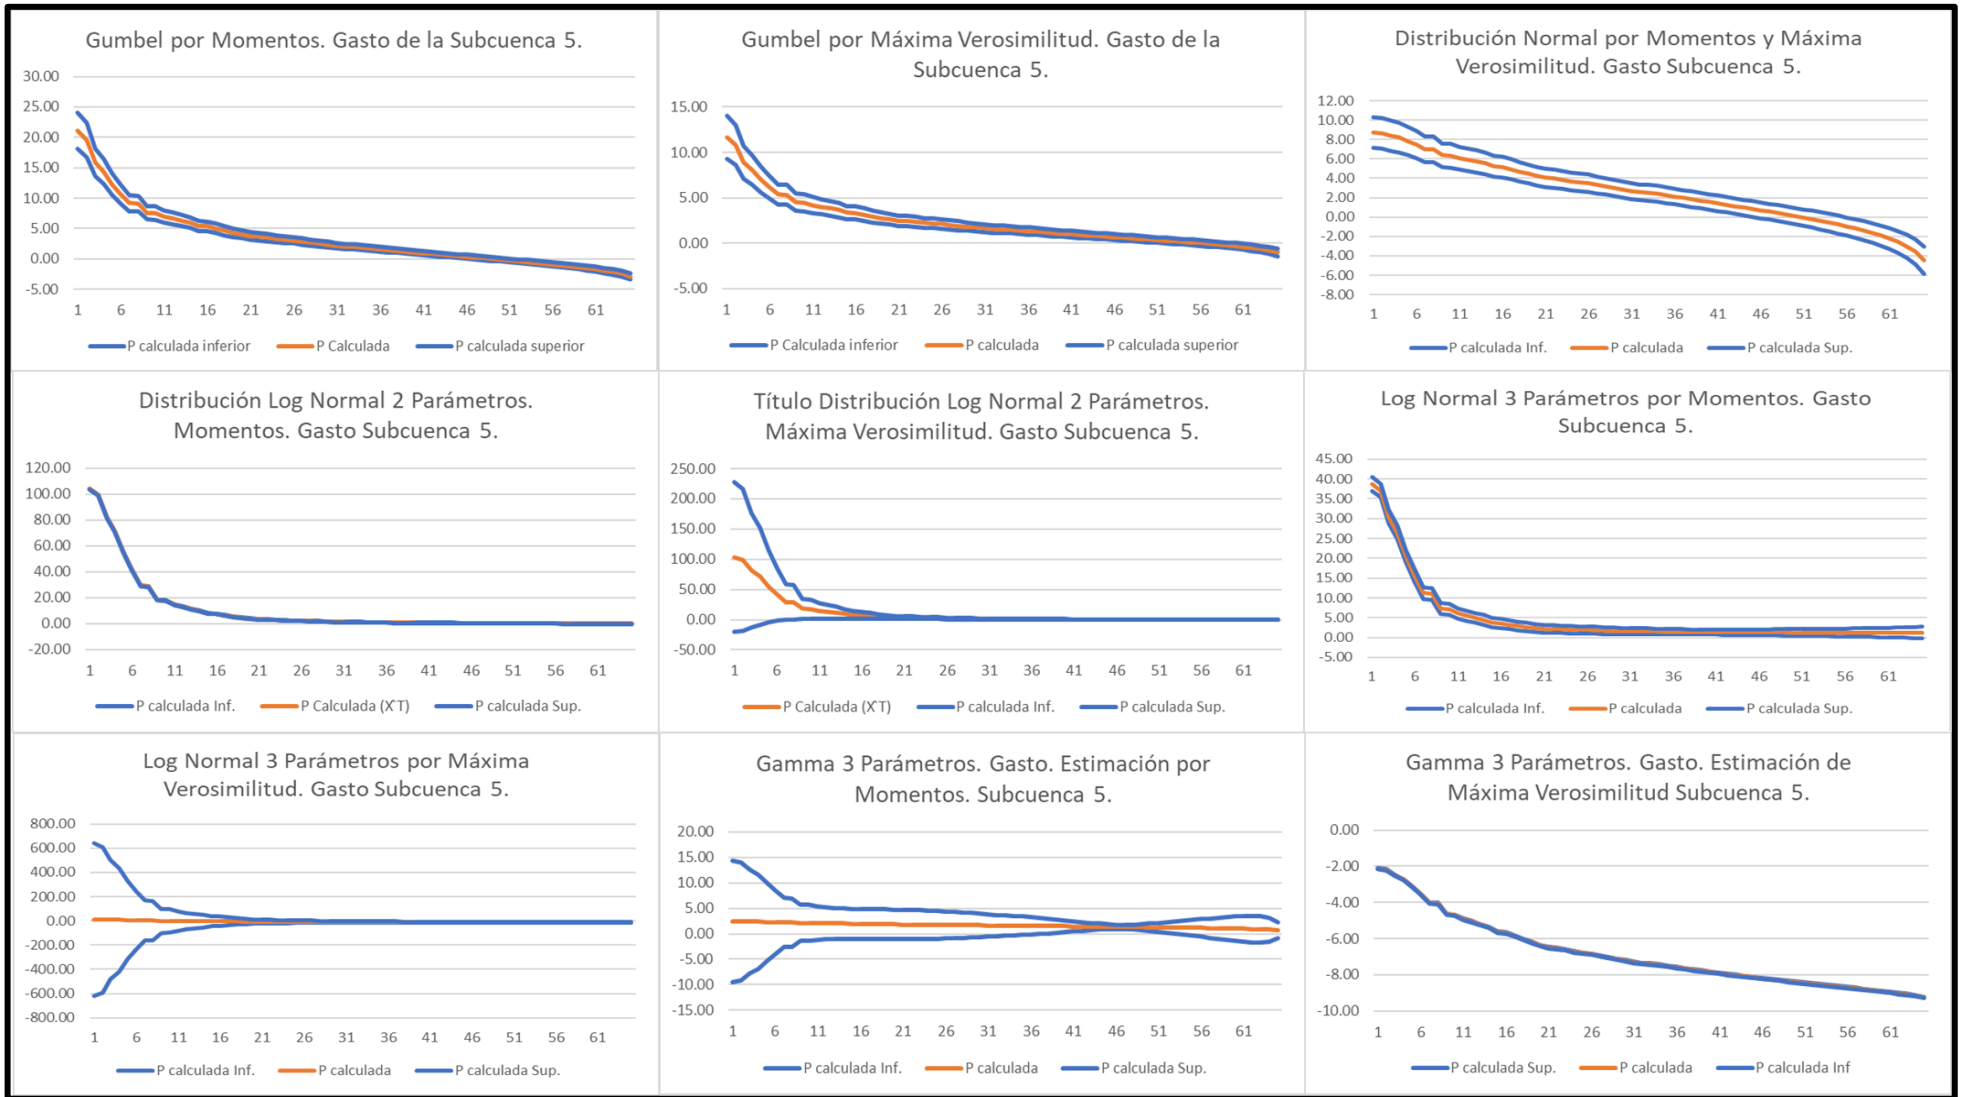 Gumbel por Momentos. Gasto de la Subcuenca 5.
30.00
25.00
20.00
15.00
10.00
5.00
0.00
-5.00
1 6 11 16 21 26 31 36 41 46 51 56 61
P calculada inferior P Calculada P calculada superior
Gumbel por Máxima Verosimilitud. Gasto de la
Subcuenca 5.
15.00
10.00
5.00
0.00
-5.00
1 6 11 16 21 26 31 36 41 46 51 56 61
P Calculada inferior P calculada P calculada superior
Distribución Normal por Momentos y Máxima
Verosimilitud. Gasto Subcuenca 5.
12.00
10.00
8.00
6.00
4.00
2.00
0.00
-2.00
-4.00
-6.00
-8.00
1 6 11 16 21 26 31 36 41 46 51 56 61
P calculada Inf. P calculada P calculada Sup.
Distribución Log Normal 2 Parámetros.
Momentos. Gasto Subcuenca 5.
120.00
100.00
80.00
60.00
40.00
20.00
0.00
-20.00
1 6 11 16 21 26 31 36 41 46 51 56 61
P calculada Inf. P Calculada (X'T) P calculada Sup.
Título Distribución Log Normal 2 Parámetros.
Máxima Verosimilitud. Gasto Subcuenca 5.
250.00
200.00
150.00
100.00
50.00
0.00
-50.00
1 6 11 16 21 26 31 36 41 46 51 56 61
P Calculada (X'T) P calculada Inf. P calculada Sup.
Log Normal 3 Parámetros por Momentos. Gasto
Subcuenca 5.
45.00
40.00
35.00
30.00
25.00
20.00
15.00
10.00
5.00
0.00
-5.00
1 6 11 16 21 26 31 36 41 46 51 56 61
P calculada Inf. P calculada P calculada Sup.
Log Normal 3 Parámetros por Máxima
Verosimilitud. Gasto Subcuenca 5.
800.00
600.00
400.00
200.00
0.00
-200.00
-400.00
-600.00
-800.00
1 6 11 16 21 26 31 36 41 46 51 56 61
P calculada Inf. P calculada P calculada Sup.
Gamma 3 Parámetros. Gasto. Estimación por
Momentos. Subcuenca 5.
20.00
15.00
10.00
5.00
0.00
-5.00
-10.00
-15.00
1 6 11 16 21 26 31 36 41 46 51 56 61
P calculada Inf. P calculada P calculada Sup.
Gamma 3 Parámetros. Gasto. Estimación de
Máxima Verosimilitud Subcuenca 5.
0.00
-2.00
-4.00
-6.00
-8.00
-10.00
1 6 11 16 21 26 31 36 41 46 51 56 61
P calculada Sup. P calculada P calculada Inf